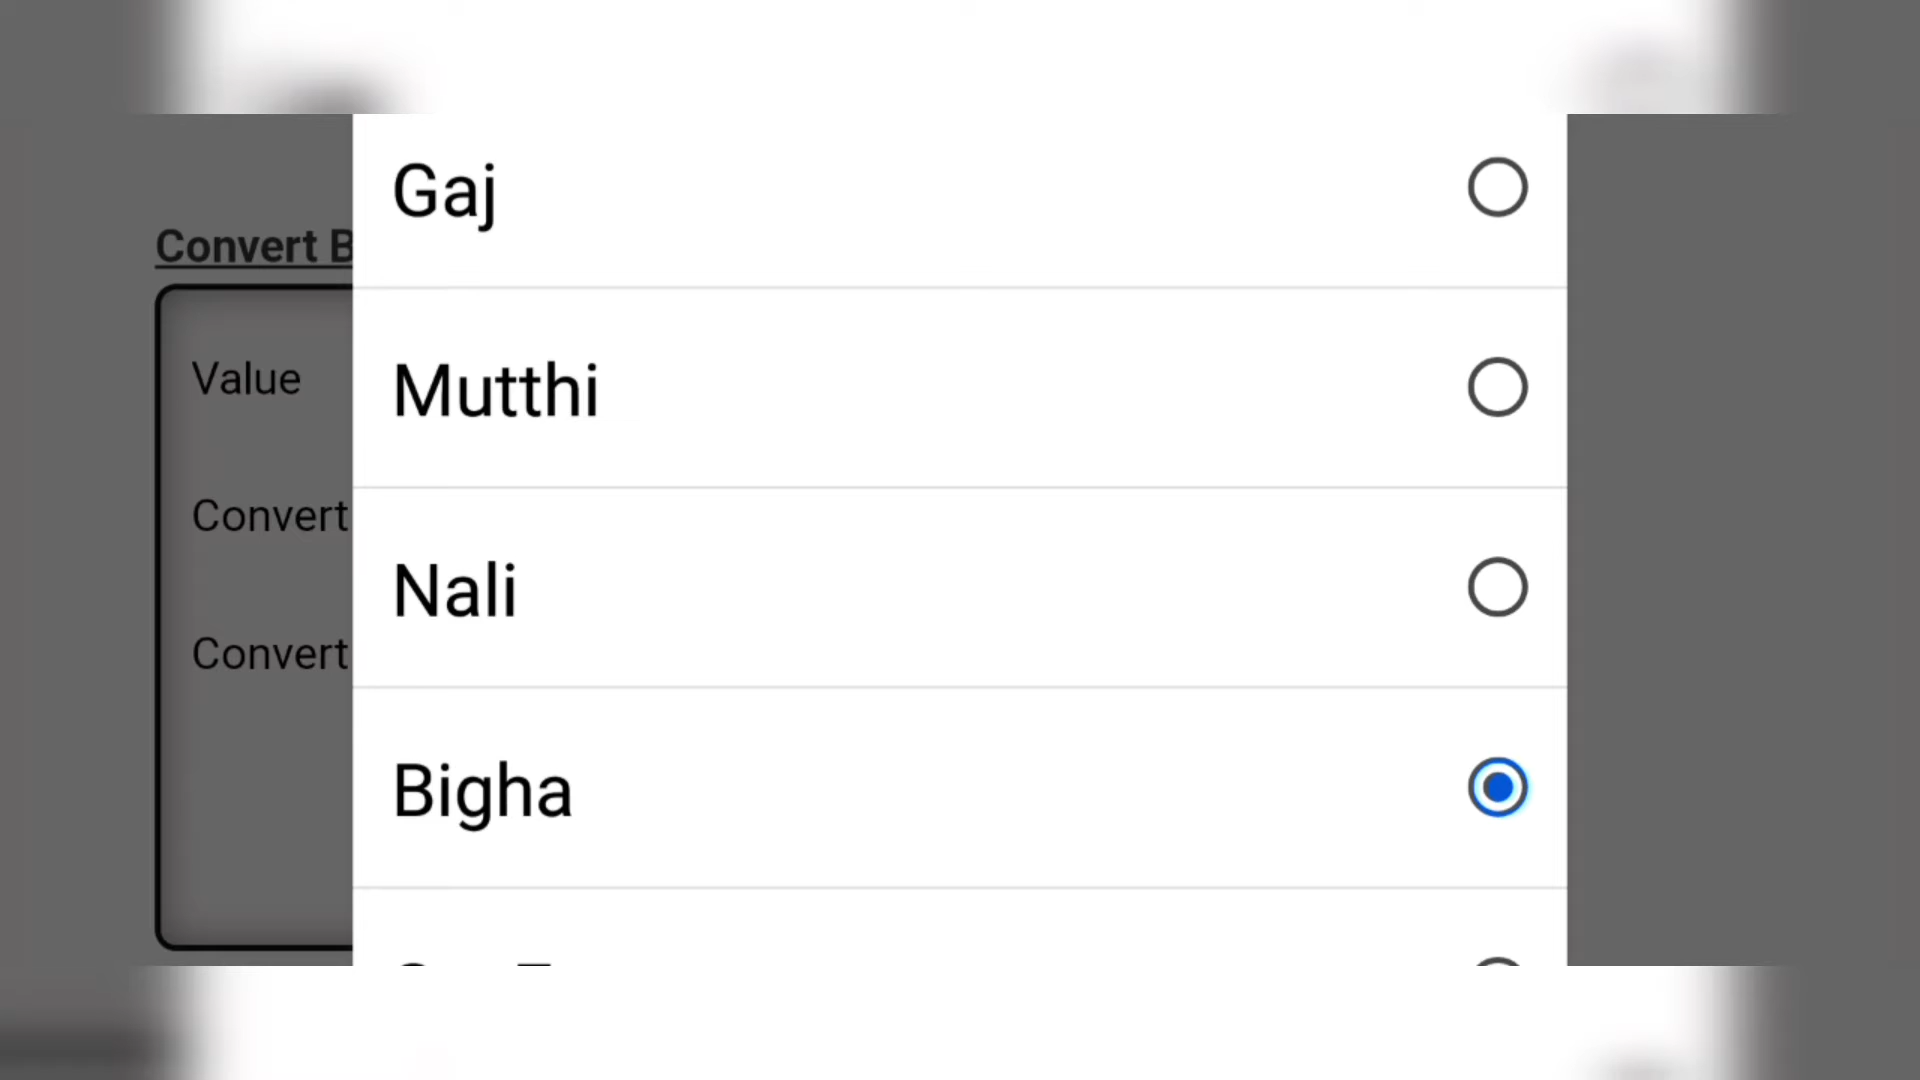 Gaj
Convert B
Value
Mutthi
Convert
Nali
Convert
Bigha